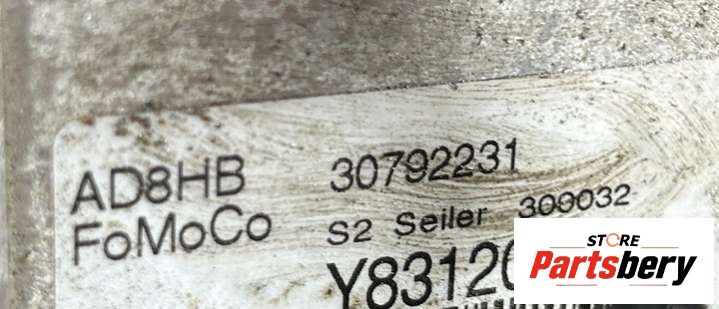 AD8HB 30792231
FoMoCo S2 Seiler 300032
STORE
Partsbery